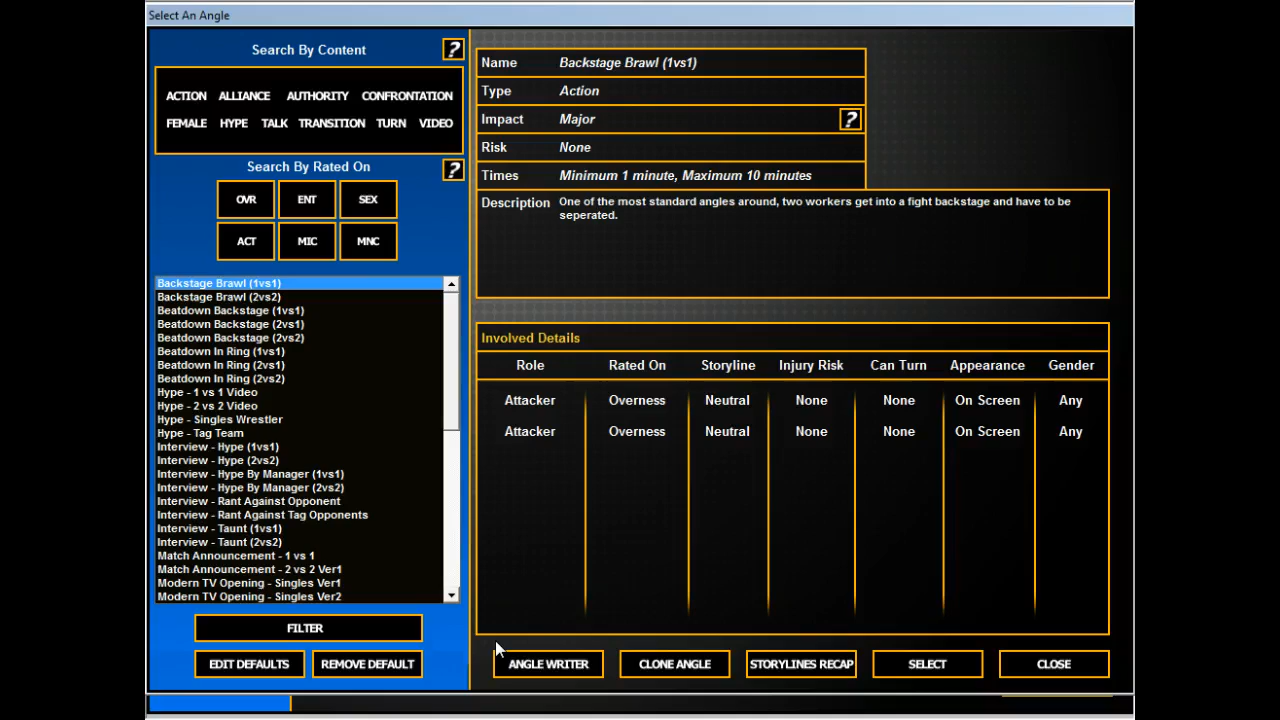 Select An Angle
Search By Content
?
ACTION ALLIANCE AUTHORITY CONFRONTATION
FEMALE HYPE TALK TRANSITION TURN VIDEO
Search By Rated On
?
OVR ENT SEX
ACT MIC MNC
Backstage Brawl (1vs1)
Backstage Brawl (2vs2)
Beatdown Backstage (1vs1)
Beatdown Backstage (2vs1)
Beatdown Backstage (2vs2)
Beatdown In Ring (1vs1)
Beatdown In Ring (2vs1)
Beatdown In Ring (2vs2)
Hype - 1 vs 1 Video
Hype - 2 vs 2 Video
Hype - Singles Wrestler
Hype - Tag Team
Interview - Hype (1vs1)
Interview - Hype (2vs2)
Interview - Hype By Manager (1vs1)
Interview - Hype By Manager (2vs2)
Interview - Rant Against Opponent
Interview - Rant Against Tag Opponents
Interview - Taunt (1vs1)
Interview - Taunt (2vs2)
Match Announcement - 1 vs 1
Match Announcement - 2 vs 2 Ver1
Modern TV Opening - Singles Ver1
Modern TV Opening - Singles Ver2
FILTER
EDIT DEFAULTS REMOVE DEFAULT
Name Backstage Brawl (1vs1)
Type Action
Impact Major ?
Risk None
Times Minimum 1 minute, Maximum 10 minutes
Description One of the most standard angles around, two workers get into a fight backstage and have to be
seperated.
Involved Details
Role Rated On Storyline Injury Risk Can Turn Appearance Gender
Attacker Overness Neutral None None On Screen Any
Attacker Overness Neutral None None On Screen Any
ANGLE WRITER CLONE ANGLE STORYLINES RECAP SELECT CLOSE